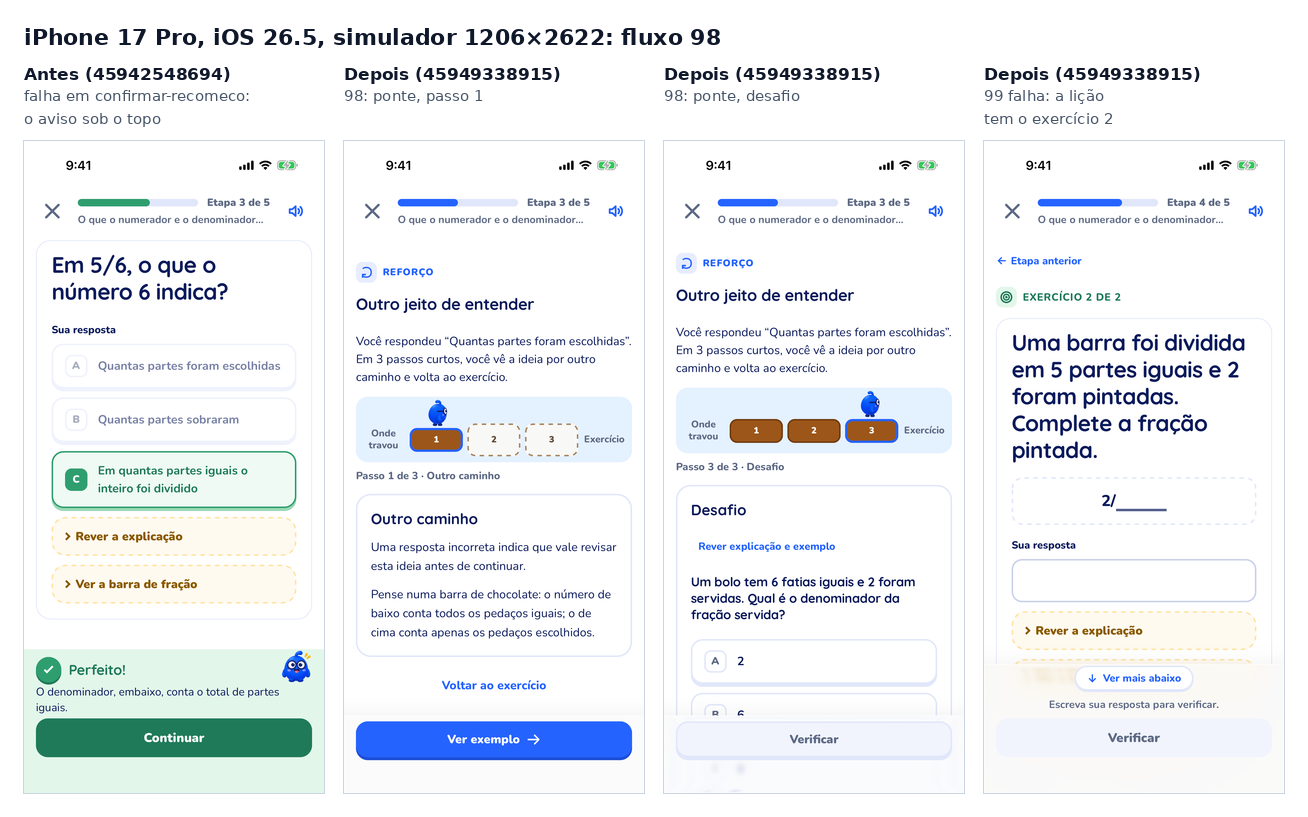 iPhone 17 Pro, iOS 26.5, simulador 1206×2622: fluxo 98
Antes (45942548694)
falha em confirmar-recomeco:
o aviso sob o topo
9:41
Etapa 3 de 5
O que o numerador e o denominador...
Em 5/6, o que o
número 6 indica?
Sua resposta
A Quantas partes foram escolhidas
B Quantas partes sobraram
C Em quantas partes iguais o
inteiro foi dividido
Rever a explicação
Ver a barra de fração
Perfeito!
O denominador, embaixo, conta o total de partes
iguais.
Continuar
Depois (45949338915)
98: ponte, passo 1
9:41
Etapa 3 de 5
O que o numerador e o denominador...
REFORÇO
Outro jeito de entender
Você respondeu “Quantas partes foram escolhidas”.
Em 3 passos curtos, você vê a ideia por outro
caminho e volta ao exercício.
Onde
travou
1 2 3
Exercício
Passo 1 de 3 · Outro caminho
Outro caminho
Uma resposta incorreta indica que vale revisar
esta ideia antes de continuar.
Pense numa barra de chocolate: o número de
baixo conta todos os pedaços iguais; o de
cima conta apenas os pedaços escolhidos.
Voltar ao exercício
Ver exemplo →
Depois (45949338915)
98: ponte, desafio
9:41
Etapa 3 de 5
O que o numerador e o denominador...
REFORÇO
Outro jeito de entender
Você respondeu “Quantas partes foram escolhidas”.
Em 3 passos curtos, você vê a ideia por outro
caminho e volta ao exercício.
Onde
travou
1 2 3
Exercício
Passo 3 de 3 · Desafio
Desafio
Rever explicação e exemplo
Um bolo tem 6 fatias iguais e 2 foram
servidas. Qual é o denominador da
fração servida?
A 2
B 6
Verificar
Depois (45949338915)
99 falha: a lição
tem o exercício 2
9:41
Etapa 4 de 5
O que o numerador e o denominador...
← Etapa anterior
EXERCÍCIO 2 DE 2
Uma barra foi dividida
em 5 partes iguais e 2
foram pintadas.
Complete a fração
pintada.
2/______
Sua resposta
Rever a explicação
↓ Ver mais abaixo
Escreva sua resposta para verificar.
Verificar